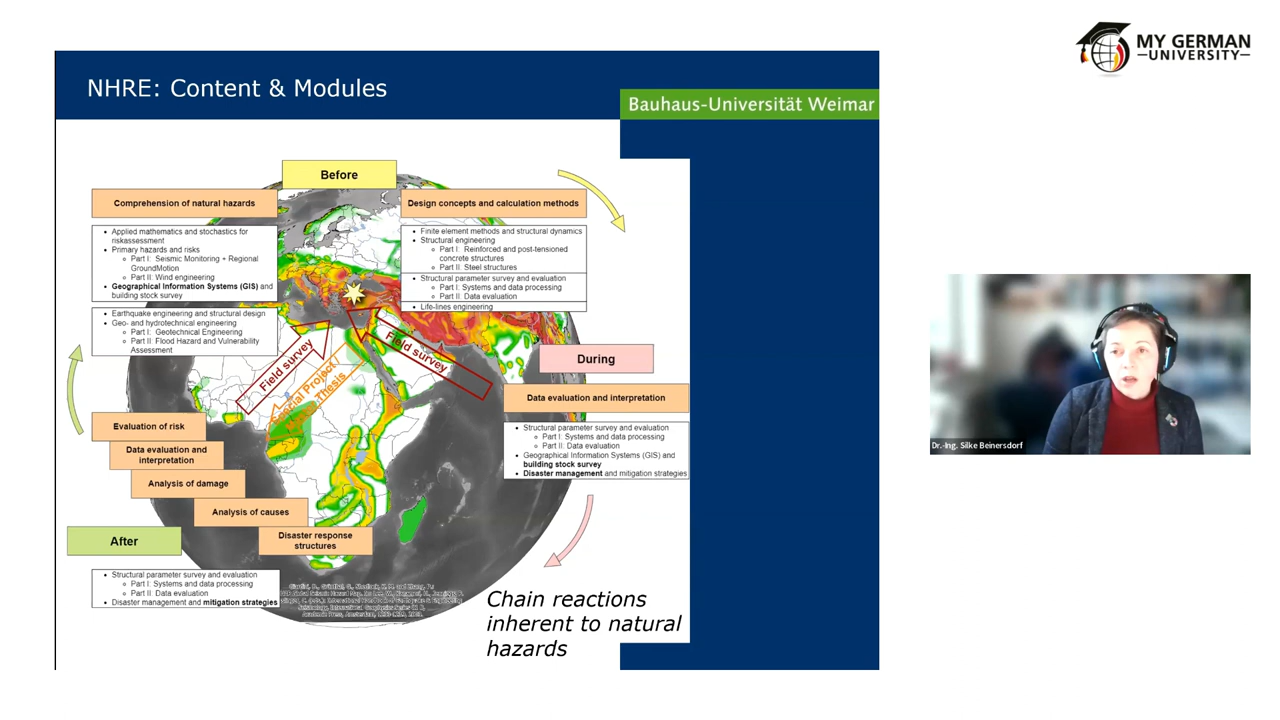 MY GERMAN
UNIVERSITY
NHRE: Content & Modules
Bauhaus-Universität Weimar
Before
Comprehension of natural hazards
• Applied mathematics and stochastics for
riskassessment
• Primary hazards and risks
Part I: Seismic Monitoring + Regional
GroundMotion
Part II: Wind engineering
• Geographical Information Systems (GIS) and
building stock survey
• Earthquake engineering and structural design
• Geo- and hydrotechnical engineering
Part I: Geotechnical Engineering
Part II: Flood Hazard and Vulnerability
Assessment
Design concepts and calculation methods
• Finite element methods and structural dynamics
• Structural engineering
Part I: Reinforced and post-tensioned
concrete structures
Part II: Steel structures
• Structural parameter survey and evaluation
Part I: Systems and data processing
Part II: Data evaluation
• Life-lines engineering
Field survey
Special Project /
Master Thesis
Field survey
During
Data evaluation and interpretation
• Structural parameter survey and evaluation
Part I: Systems and data processing
Part II: Data evaluation
• Geographical Information Systems (GIS) and
building stock survey
• Disaster management and mitigation strategies
Evaluation of risk
Data evaluation and
interpretation
Analysis of damage
Analysis of causes
Disaster response
structures
After
• Structural parameter survey and evaluation
Part I: Systems and data processing
Part II: Data evaluation
• Disaster management and mitigation strategies
Chain reactions
inherent to natural
hazards
Dr.-Ing. Silke Beinersdorf